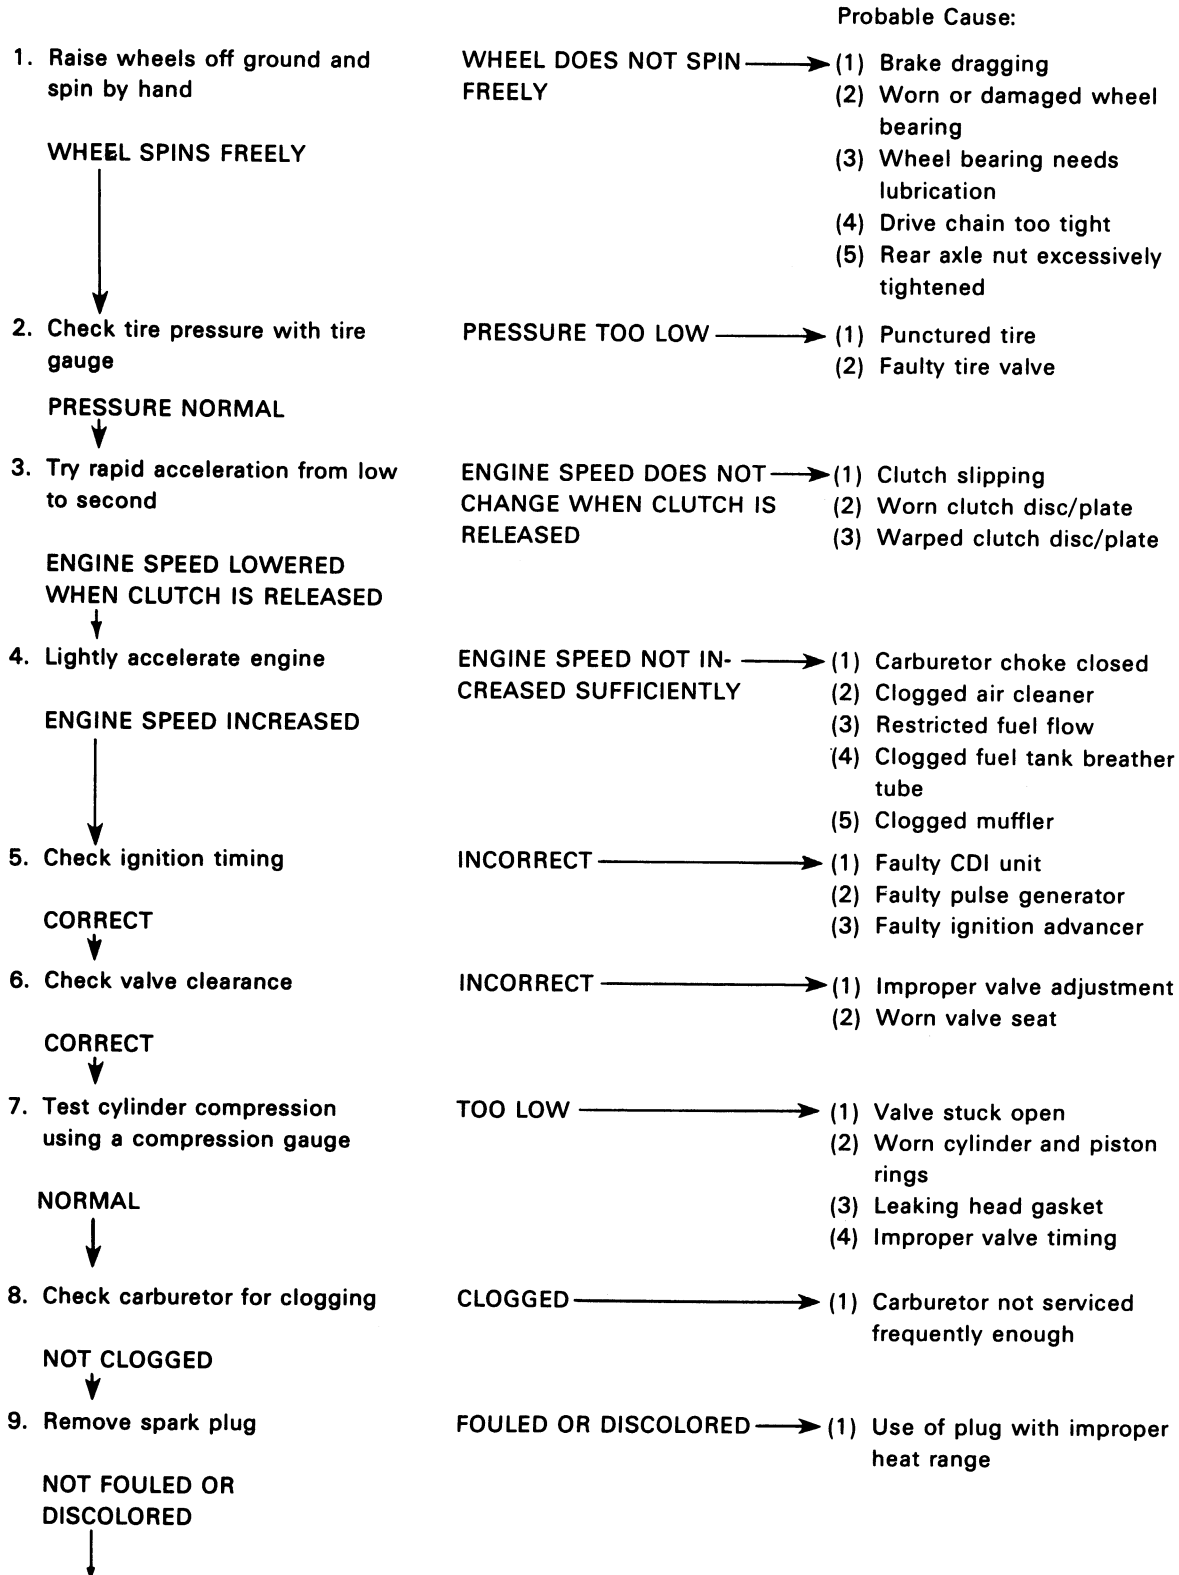 Probable Cause:
1. Raise wheels off ground and
spin by hand
WHEEL DOES NOT SPIN
FREELY
(1) Brake dragging
(2) Worn or damaged wheel
bearing
(3) Wheel bearing needs
lubrication
(4) Drive chain too tight
(5) Rear axle nut excessively
tightened
WHEEL SPINS FREELY
2. Check tire pressure with tire
gauge
PRESSURE TOO LOW
(1) Punctured tire
(2) Faulty tire valve
PRESSURE NORMAL
3. Try rapid acceleration from low
to second
ENGINE SPEED DOES NOT
CHANGE WHEN CLUTCH IS
RELEASED
(1) Clutch slipping
(2) Worn clutch disc/plate
(3) Warped clutch disc/plate
ENGINE SPEED LOWERED
WHEN CLUTCH IS RELEASED
4. Lightly accelerate engine
ENGINE SPEED NOT IN-
CREASED SUFFICIENTLY
(1) Carburetor choke closed
(2) Clogged air cleaner
(3) Restricted fuel flow
(4) Clogged fuel tank breather
tube
(5) Clogged muffler
ENGINE SPEED INCREASED
5. Check ignition timing
INCORRECT
(1) Faulty CDI unit
(2) Faulty pulse generator
(3) Faulty ignition advancer
CORRECT
6. Check valve clearance
INCORRECT
(1) Improper valve adjustment
(2) Worn valve seat
CORRECT
7. Test cylinder compression
using a compression gauge
TOO LOW
(1) Valve stuck open
(2) Worn cylinder and piston
rings
(3) Leaking head gasket
(4) Improper valve timing
NORMAL
8. Check carburetor for clogging
CLOGGED
(1) Carburetor not serviced
frequently enough
NOT CLOGGED
9. Remove spark plug
FOULED OR DISCOLORED
(1) Use of plug with improper
heat range
NOT FOULED OR
DISCOLORED